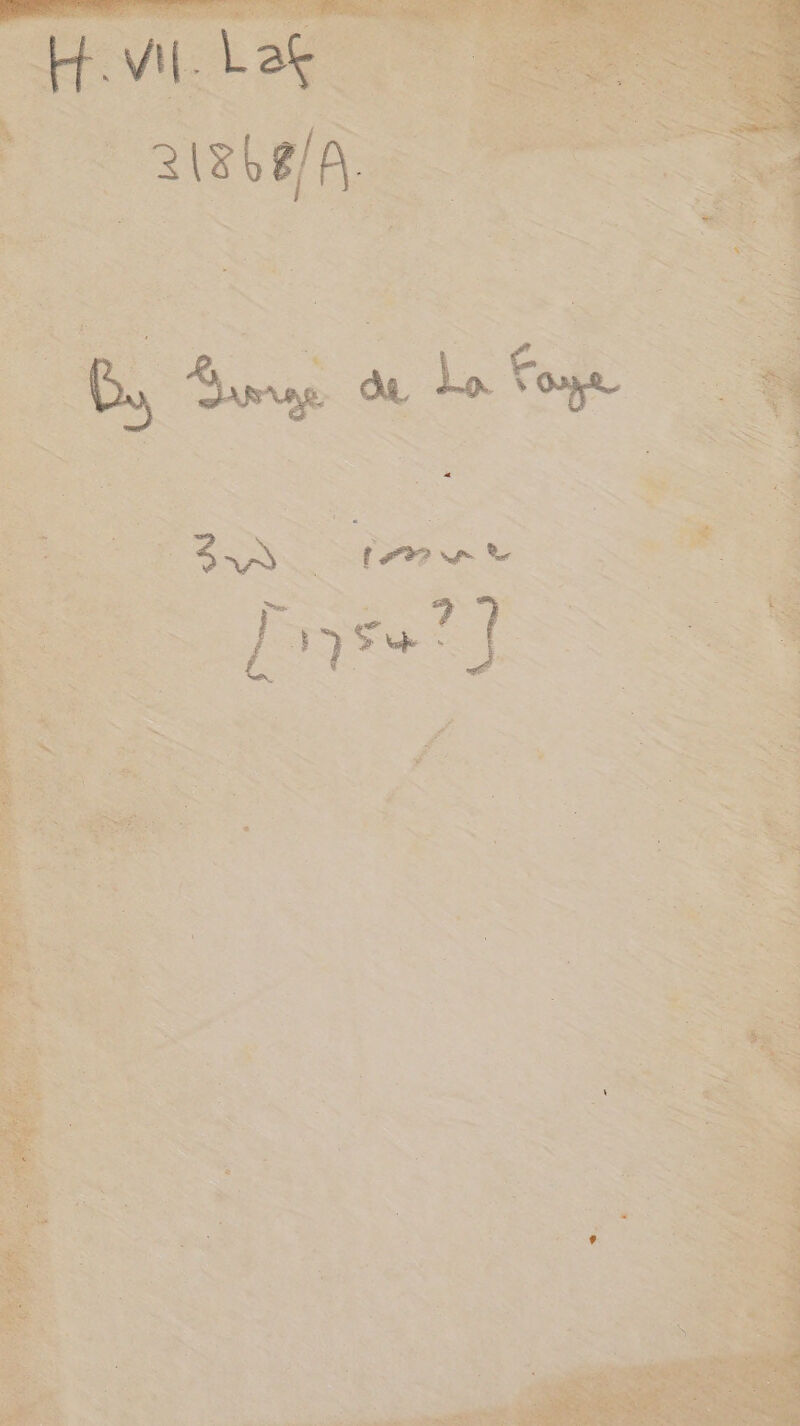 H. VII. Laf
31868/A.
By George de La Faye
3rd issue
[1754?]